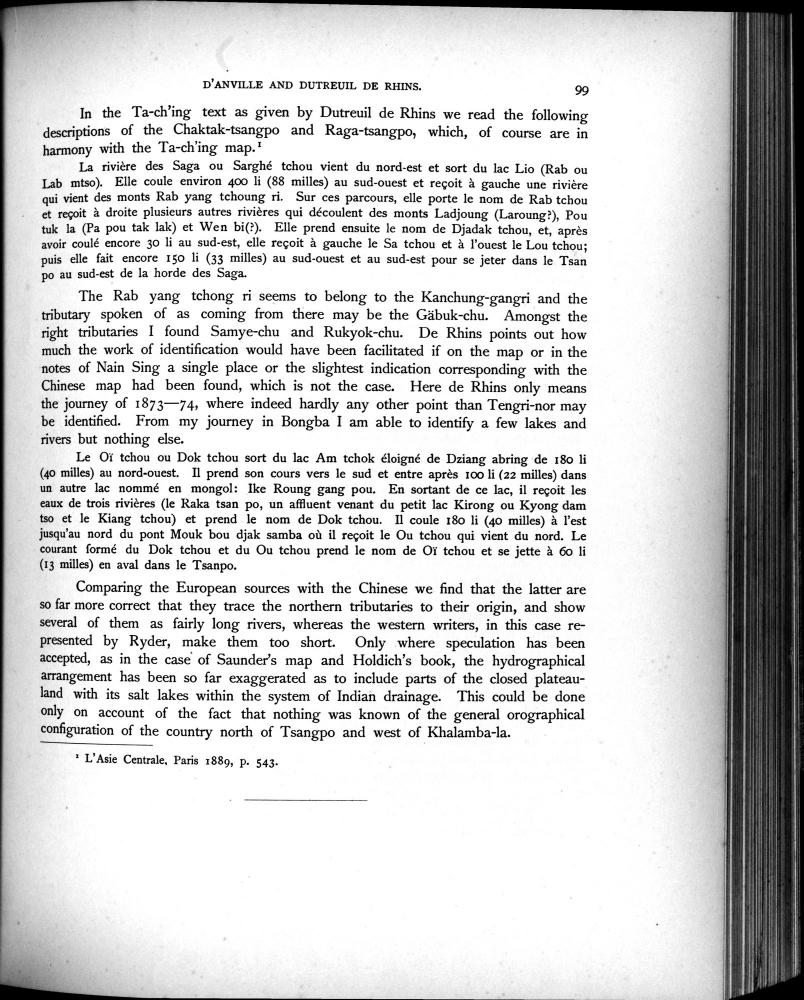 D'ANVILLE AND DUTREUIL DE RHINS.
99
In the Ta-ch'ing text as given by Dutreuil de Rhins we read the following
descriptions of the Chaktak-tsangpo and Raga-tsangpo, which, of course are in
harmony with the Ta-ch'ing map.¹
La rivière des Saga ou Sarghé tchou vient du nord-est et sort du lac Lio (Rab ou
Lab mtso). Elle coule environ 400 li (88 milles) au sud-ouest et reçoit à gauche une rivière
qui vient des monts Rab yang tchoung ri. Sur ces parcours, elle porte le nom de Rab tchou
et reçoit à droite plusieurs autres rivières qui découlent des monts Ladjoung (Laroung?), Pou
tuk la (Pa pou tak lak) et Wen bi(?). Elle prend ensuite le nom de Djadak tchou, et, après
avoir coulé encore 30 li au sud-est, elle reçoit à gauche le Sa tchou et à l'ouest le Lou tchou;
puis elle fait encore 150 li (33 milles) au sud-ouest et au sud-est pour se jeter dans le Tsan
po au sud-est de la horde des Saga.
The Rab yang tchong ri seems to belong to the Kanchung-gangri and the
tributary spoken of as coming from there may be the Gäbuk-chu. Amongst the
right tributaries I found Samye-chu and Rukyok-chu. De Rhins points out how
much the work of identification would have been facilitated if on the map or in the
notes of Nain Sing a single place or the slightest indication corresponding with the
Chinese map had been found, which is not the case. Here de Rhins only means
the journey of 1873—74, where indeed hardly any other point than Tengri-nor may
be identified. From my journey in Bongba I am able to identify a few lakes and
rivers but nothing else.
Le Oï tchou ou Dok tchou sort du lac Am tchok éloigné de Dziang abring de 180 li
(40 milles) au nord-ouest. Il prend son cours vers le sud et entre après 100 li (22 milles) dans
un autre lac nommé en mongol: Ike Roung gang pou. En sortant de ce lac, il reçoit les
eaux de trois rivières (le Raka tsan po, un affluent venant du petit lac Kirong ou Kyong dam
tso et le Kiang tchou) et prend le nom de Dok tchou. Il coule 180 li (40 milles) à l'est
jusqu'au nord du pont Mouk bou djak samba où il reçoit le Ou tchou qui vient du nord. Le
courant formé du Dok tchou et du Ou tchou prend le nom de Oï tchou et se jette à 60 li
(13 milles) en aval dans le Tsanpo.
Comparing the European sources with the Chinese we find that the latter are
so far more correct that they trace the northern tributaries to their origin, and show
several of them as fairly long rivers, whereas the western writers, in this case re-
presented by Ryder, make them too short. Only where speculation has been
accepted, as in the case of Saunder's map and Holdich's book, the hydrographical
arrangement has been so far exaggerated as to include parts of the closed plateau-
land with its salt lakes within the system of Indian drainage. This could be done
only on account of the fact that nothing was known of the general orographical
configuration of the country north of Tsangpo and west of Khalamba-la.
¹ L'Asie Centrale, Paris 1889, p. 543.